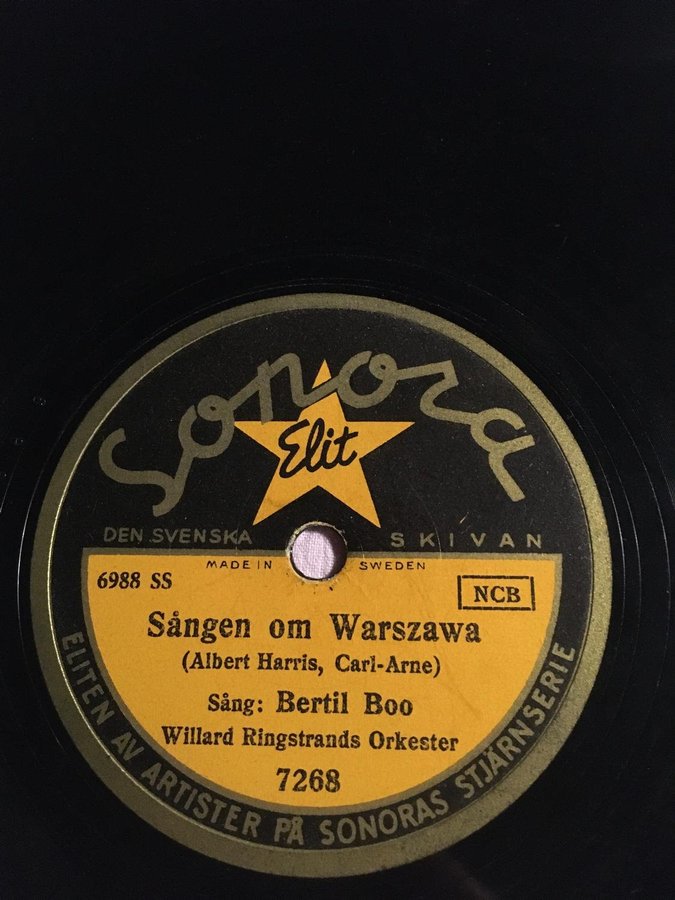 Sonora
Elit
DEN SVENSKA SKIVAN
MADE IN SWEDEN
6988 SS
NCB
Sången om Warszawa
(Albert Harris, Carl-Arne)
Sång: Bertil Boo
Willard Ringstrands Orkester
7268
ELITEN AV ARTISTER PÅ SONORAS STJÄRNSERIE